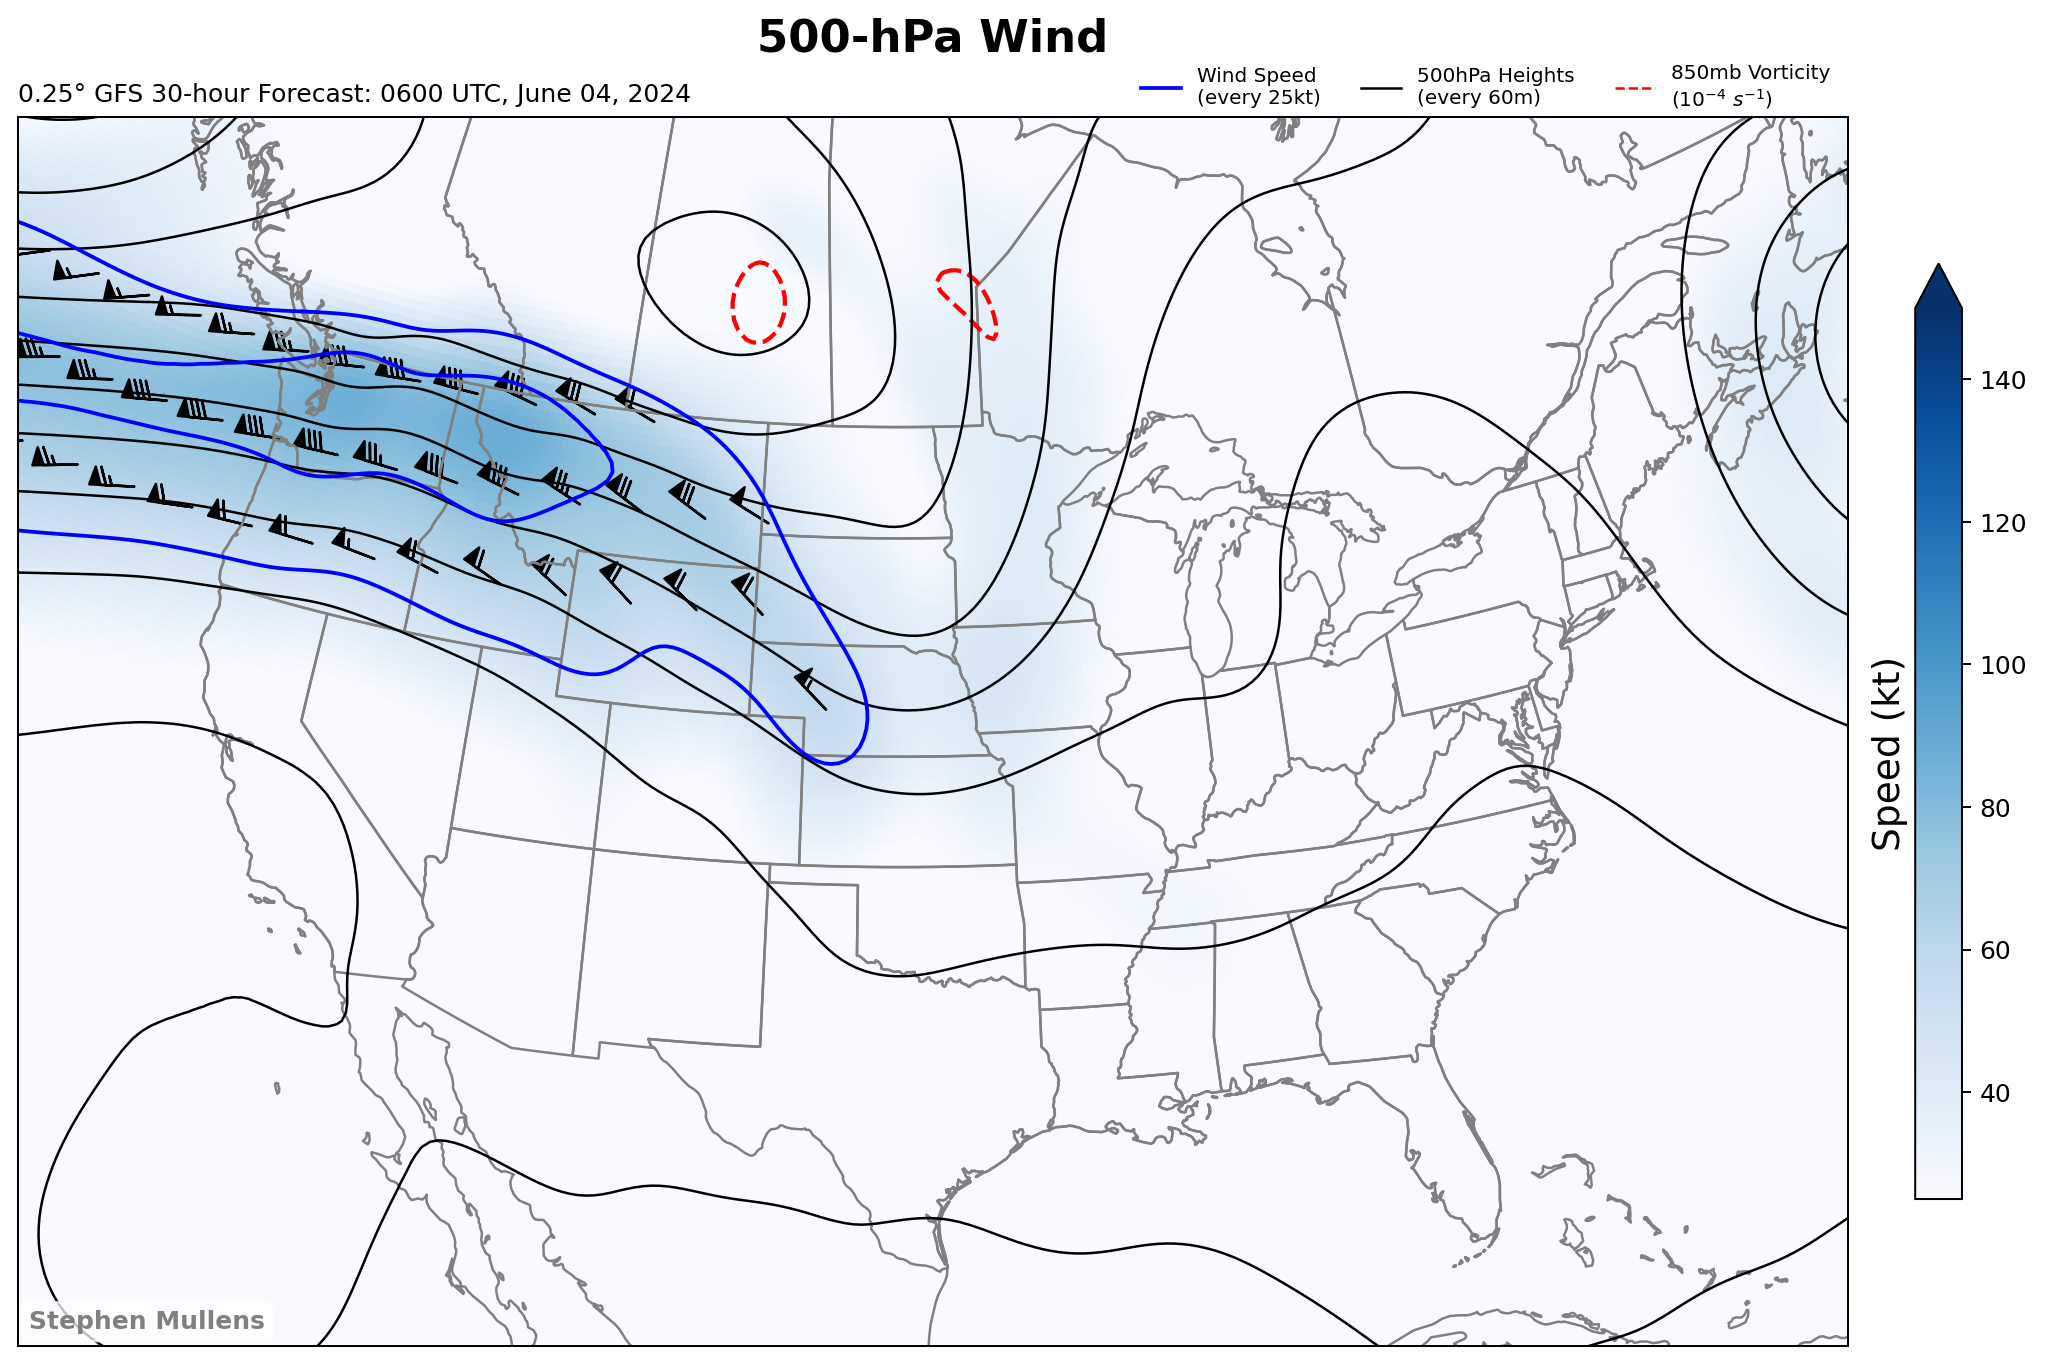 500-hPa Wind
0.25° GFS 30-hour Forecast: 0600 UTC, June 04, 2024
Wind Speed
(every 25kt)
500hPa Heights
(every 60m)
850mb Vorticity
(10⁻⁴ s⁻¹)
140
120
100
80
60
40
Speed (kt)
Stephen Mullens